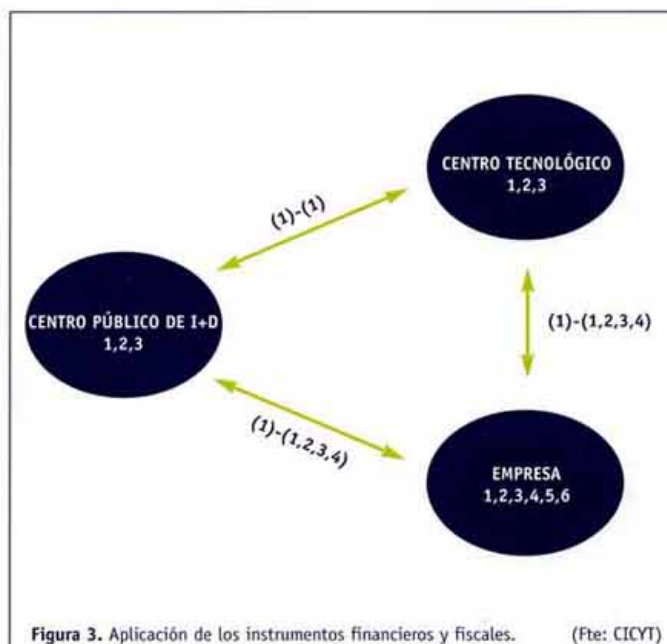 CENTRO TECNOLÓGICO
1,2,3
(1)-(1)
CENTRO PÚBLICO DE I+D
1,2,3
(1)-(1,2,3,4)
(1)-(1,2,3,4)
EMPRESA
1,2,3,4,5,6
Figura 3. Aplicación de los instrumentos financieros y fiscales. (Fte: CICYT)